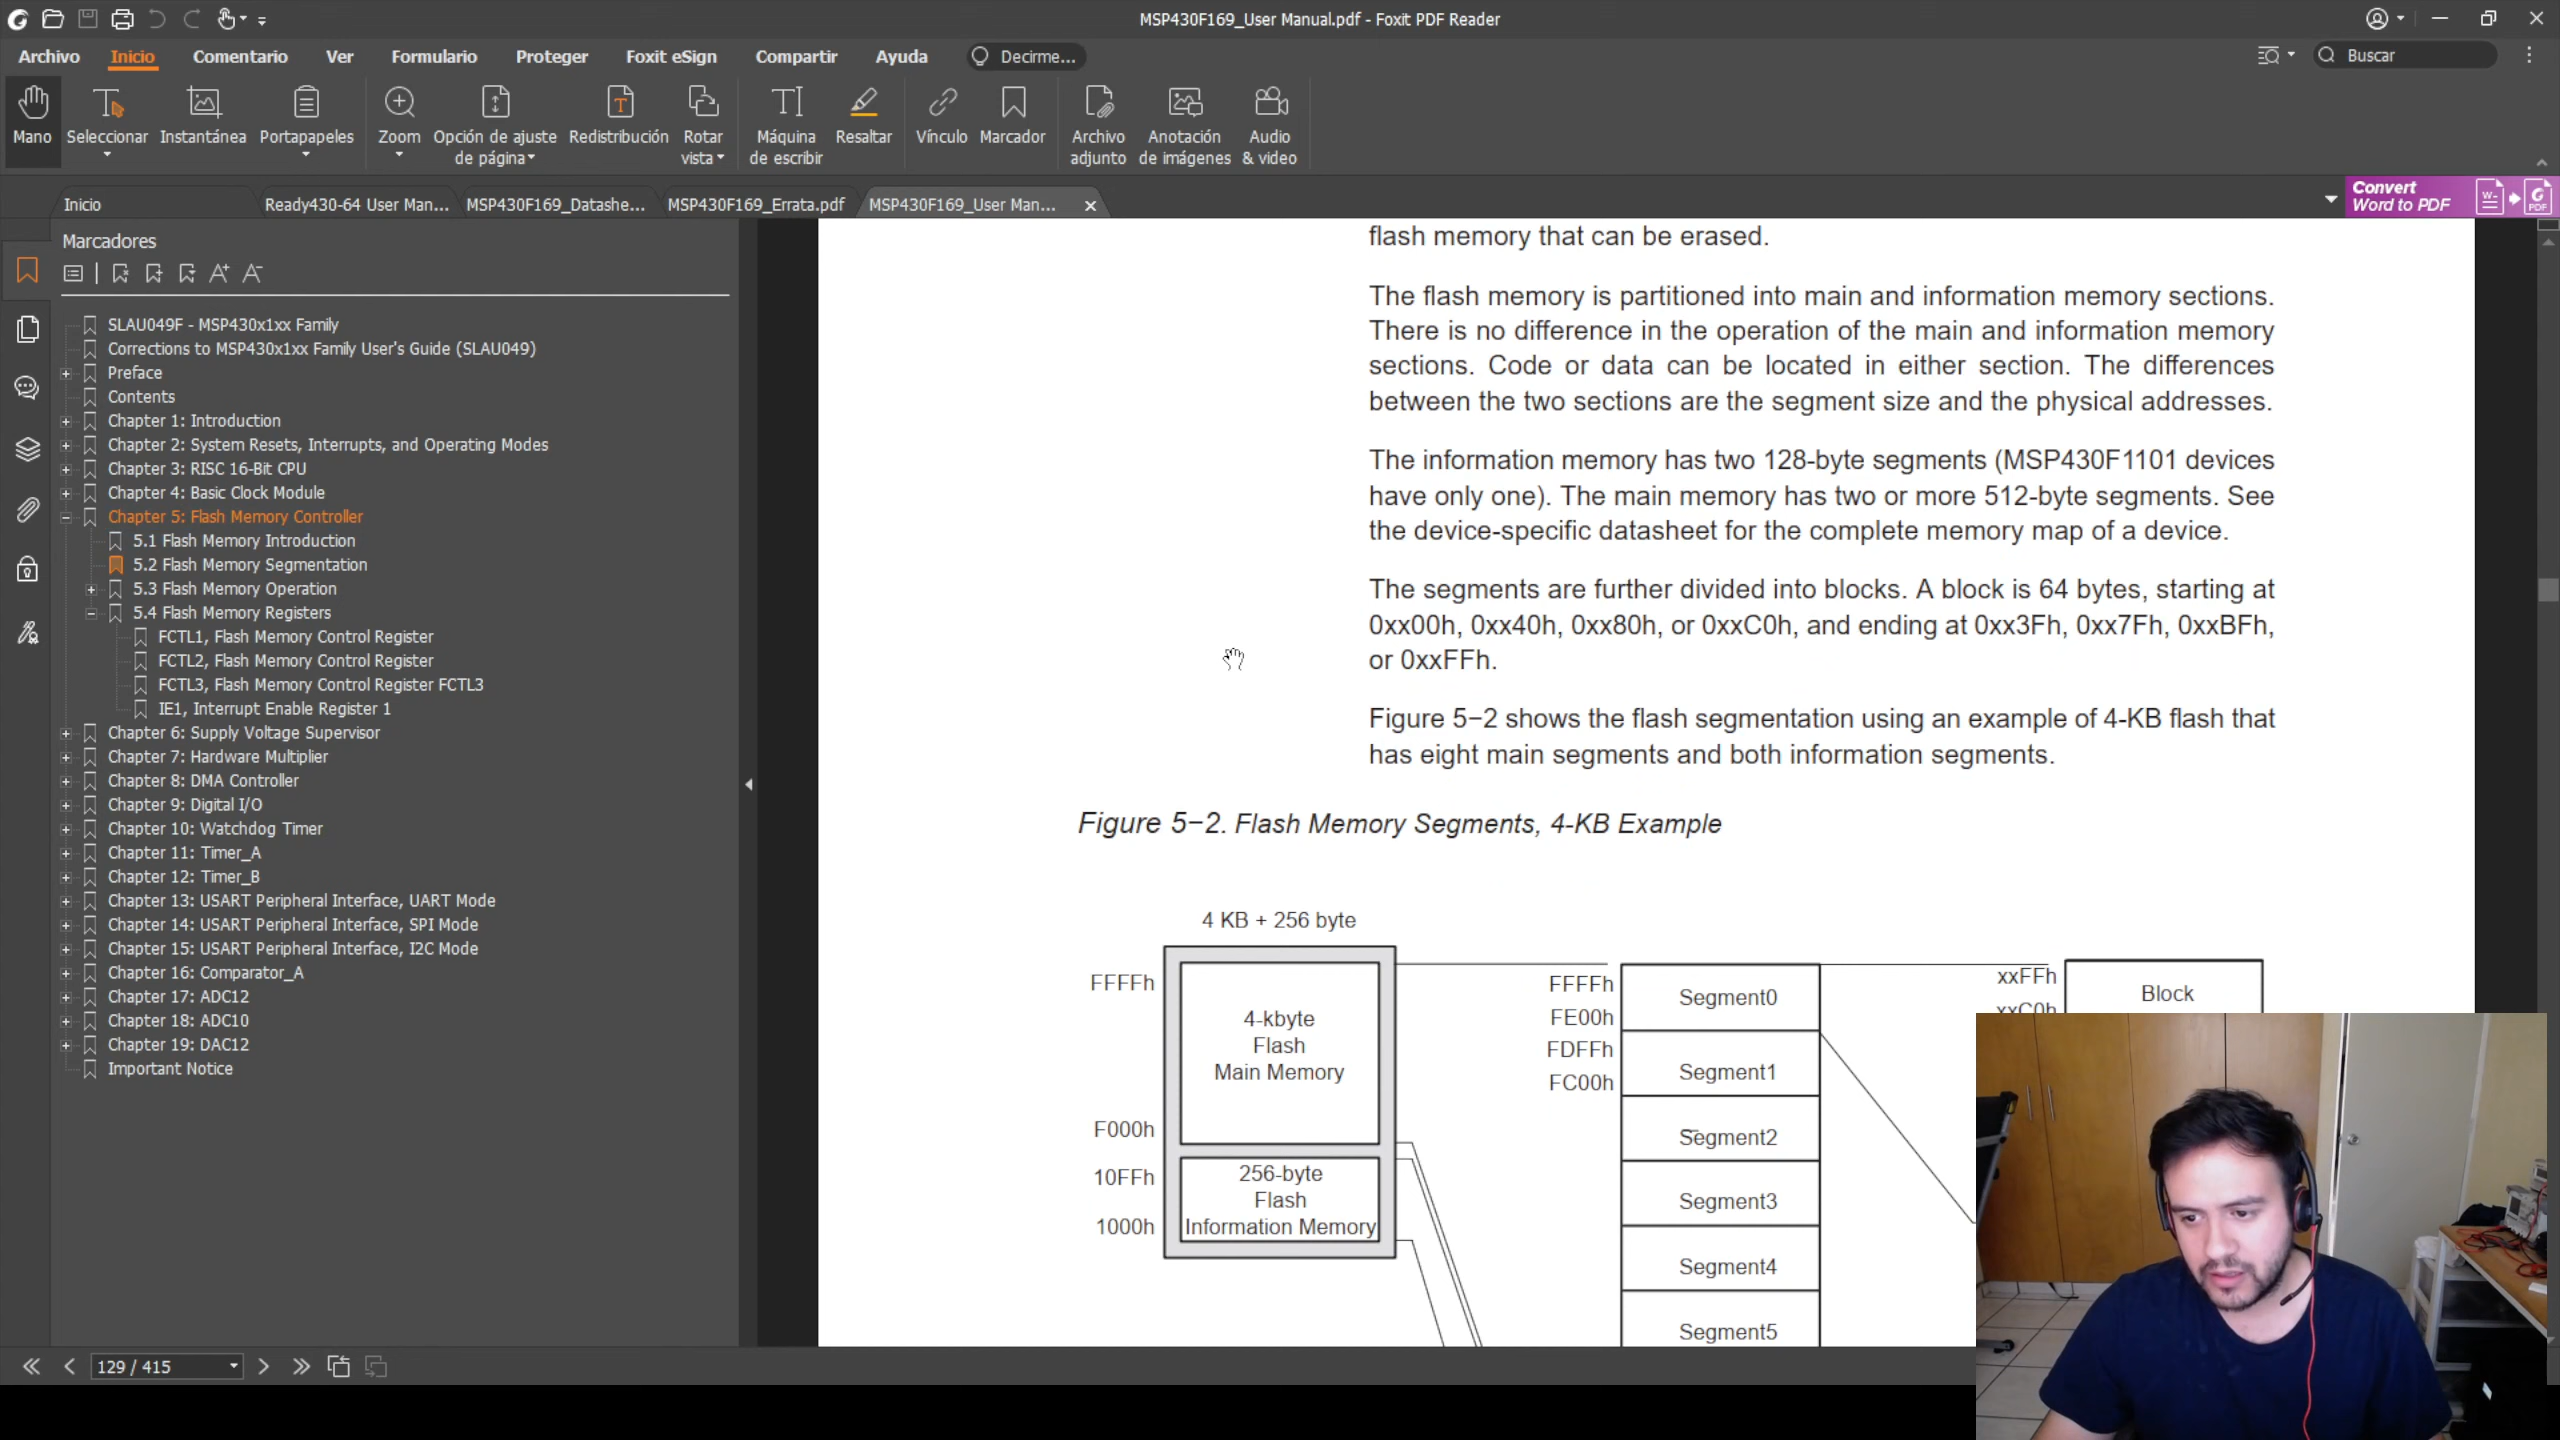 MSP430F169_User Manual.pdf - Foxit PDF Reader
Archivo Inicio Comentario Ver Formulario Proteger Foxit eSign Compartir Ayuda Decirme... Buscar
Mano Seleccionar Instantánea Portapapeles Zoom Opción de ajuste de página Redistribución Rotar vista Máquina de escribir Resaltar Vínculo Marcador Archivo adjunto Anotación de imágenes Audio & video
Inicio Ready430-64 User Man... MSP430F169_Datashe... MSP430F169_Errata.pdf MSP430F169_User Man...
Convert
Word to PDF
Marcadores
SLAU049F - MSP430x1xx Family
Corrections to MSP430x1xx Family User's Guide (SLAU049)
Preface
Contents
Chapter 1: Introduction
Chapter 2: System Resets, Interrupts, and Operating Modes
Chapter 3: RISC 16-Bit CPU
Chapter 4: Basic Clock Module
Chapter 5: Flash Memory Controller
5.1 Flash Memory Introduction
5.2 Flash Memory Segmentation
5.3 Flash Memory Operation
5.4 Flash Memory Registers
FCTL1, Flash Memory Control Register
FCTL2, Flash Memory Control Register
FCTL3, Flash Memory Control Register FCTL3
IE1, Interrupt Enable Register 1
Chapter 6: Supply Voltage Supervisor
Chapter 7: Hardware Multiplier
Chapter 8: DMA Controller
Chapter 9: Digital I/O
Chapter 10: Watchdog Timer
Chapter 11: Timer_A
Chapter 12: Timer_B
Chapter 13: USART Peripheral Interface, UART Mode
Chapter 14: USART Peripheral Interface, SPI Mode
Chapter 15: USART Peripheral Interface, I2C Mode
Chapter 16: Comparator_A
Chapter 17: ADC12
Chapter 18: ADC10
Chapter 19: DAC12
Important Notice
flash memory that can be erased.
The flash memory is partitioned into main and information memory sections.
There is no difference in the operation of the main and information memory
sections. Code or data can be located in either section. The differences
between the two sections are the segment size and the physical addresses.
The information memory has two 128-byte segments (MSP430F1101 devices
have only one). The main memory has two or more 512-byte segments. See
the device-specific datasheet for the complete memory map of a device.
The segments are further divided into blocks. A block is 64 bytes, starting at
0xx00h, 0xx40h, 0xx80h, or 0xxC0h, and ending at 0xx3Fh, 0xx7Fh, 0xxBFh,
or 0xxFFh.
Figure 5−2 shows the flash segmentation using an example of 4-KB flash that
has eight main segments and both information segments.
Figure 5−2. Flash Memory Segments, 4-KB Example
4 KB + 256 byte
FFFFh
4-kbyte
Flash
Main Memory
F000h
10FFh
256-byte
Flash
Information Memory
1000h
FFFFh
FE00h
FDFFh
FC00h
Segment0
Segment1
Segment2
Segment3
Segment4
Segment5
xxFFh
xxC0h
Block
129 / 415